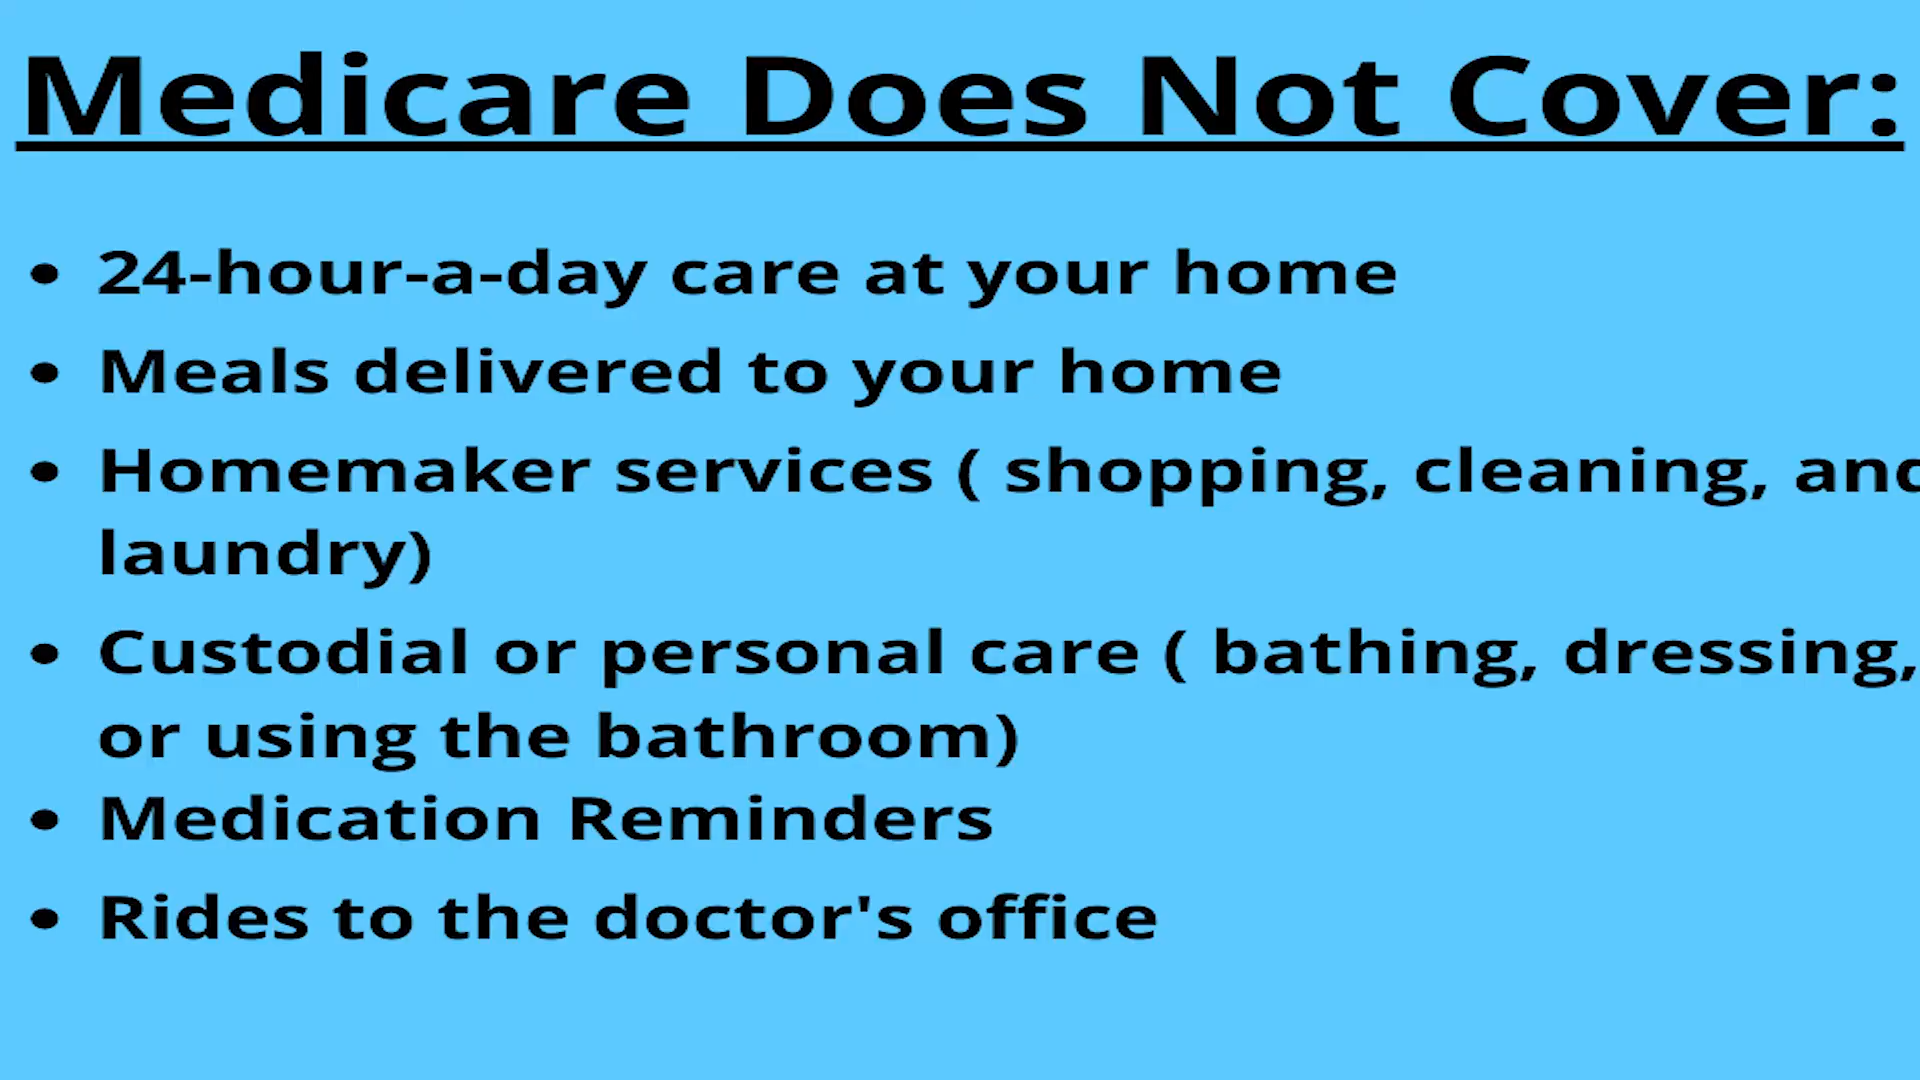 Medicare Does Not Cover:
• 24-hour-a-day care at your home
• Meals delivered to your home
• Homemaker services ( shopping, cleaning, and
laundry)
• Custodial or personal care ( bathing, dressing,
or using the bathroom)
• Medication Reminders
• Rides to the doctor's office